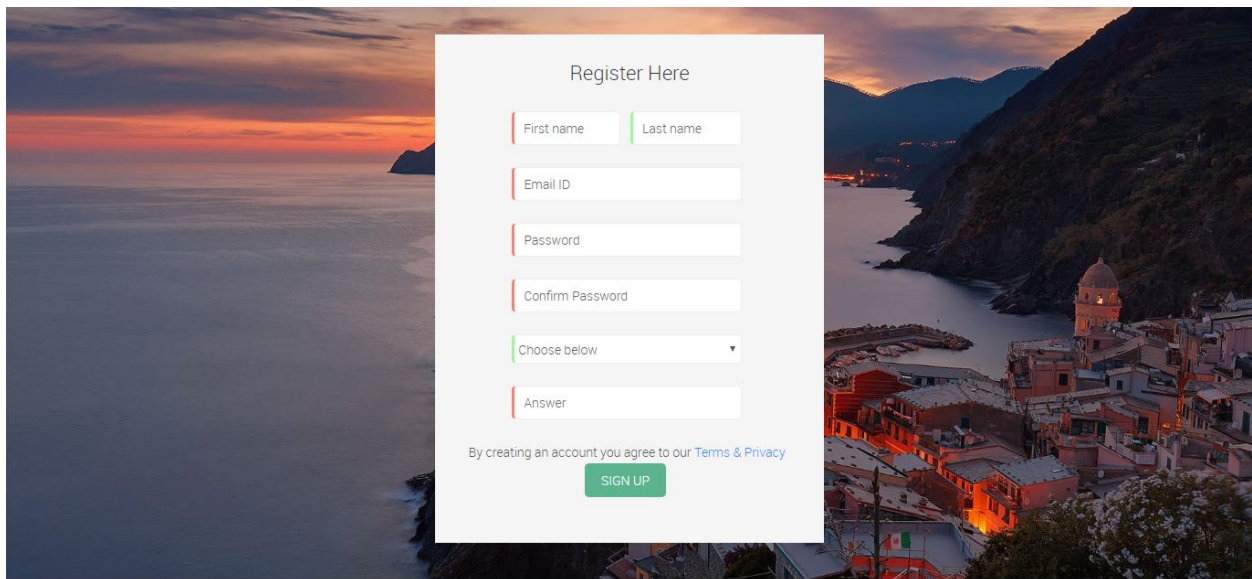 Register Here
First name Last name
Email ID
Password
Confirm Password
Choose below
Answer
By creating an account you agree to our Terms & Privacy
SIGN UP